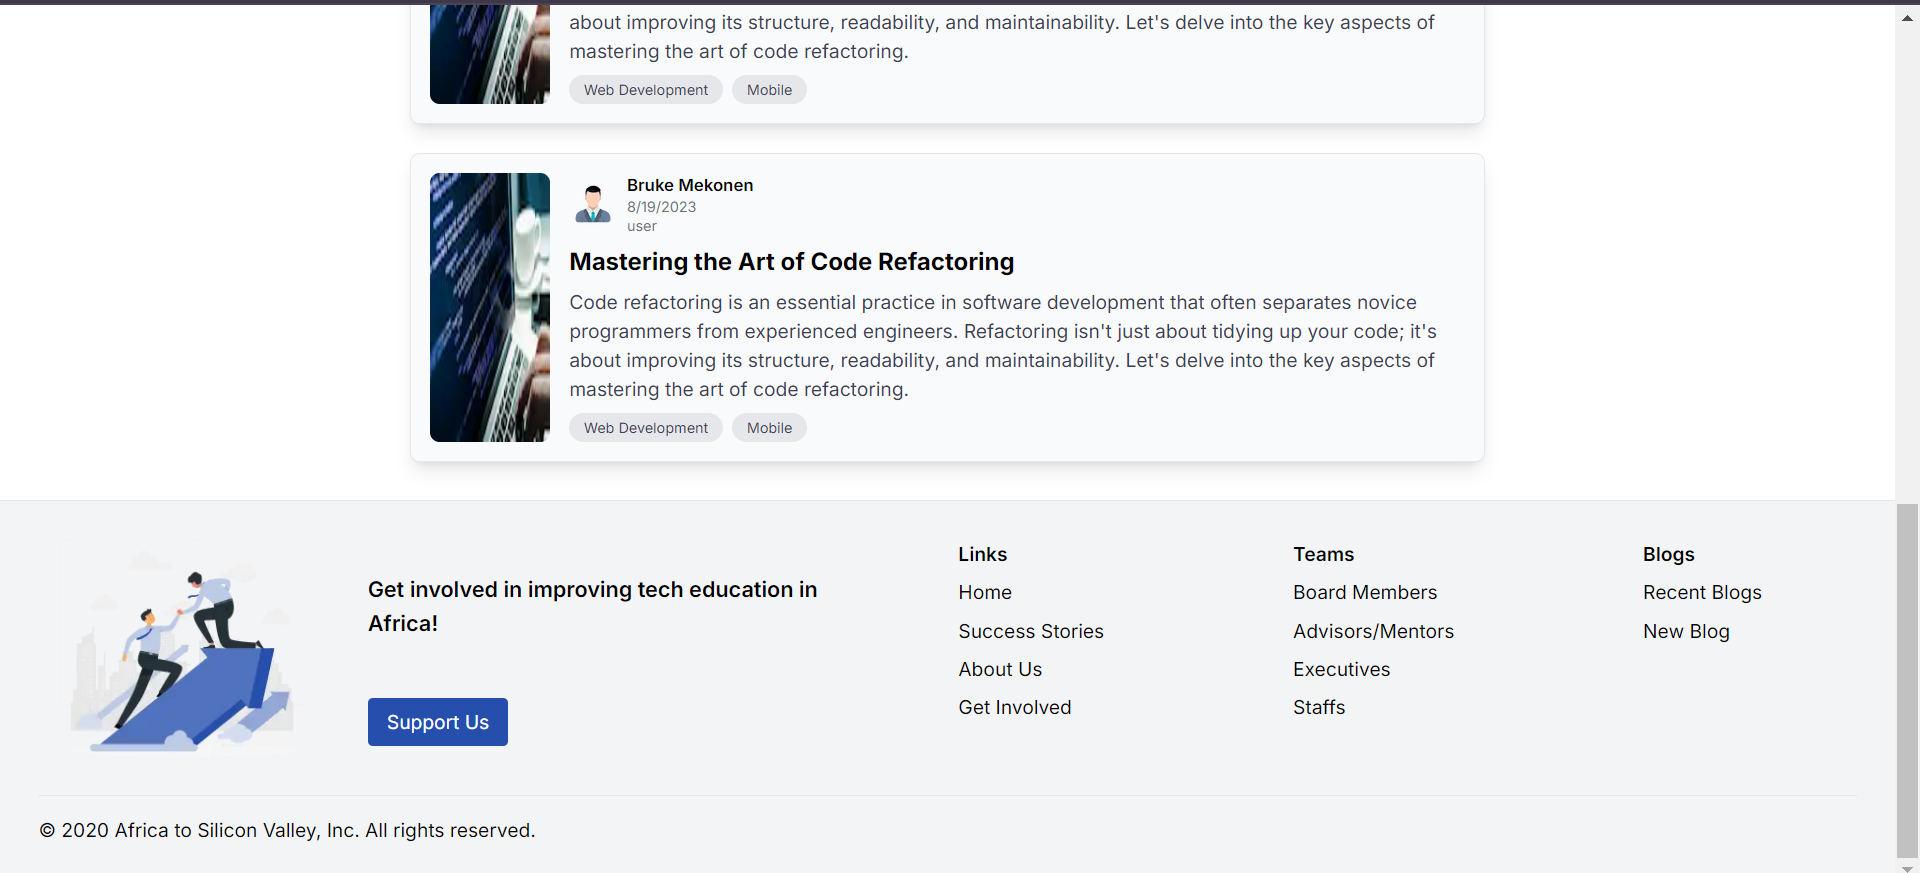 about improving its structure, readability, and maintainability. Let's delve into the key aspects of
mastering the art of code refactoring.
Web Development
Mobile
Bruke Mekonen
8/19/2023
user
Mastering the Art of Code Refactoring
Code refactoring is an essential practice in software development that often separates novice
programmers from experienced engineers. Refactoring isn't just about tidying up your code; it's
about improving its structure, readability, and maintainability. Let's delve into the key aspects of
mastering the art of code refactoring.
Web Development
Mobile
Get involved in improving tech education in
Africa!
Support Us
Links
Home
Success Stories
About Us
Get Involved
Teams
Board Members
Advisors/Mentors
Executives
Staffs
Blogs
Recent Blogs
New Blog
© 2020 Africa to Silicon Valley, Inc. All rights reserved.